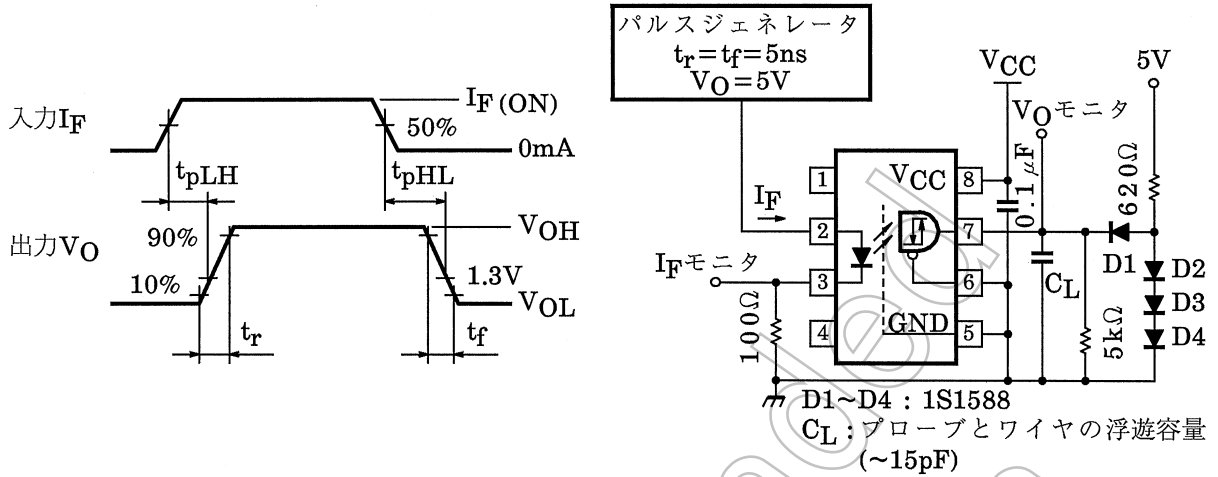 入力IF
IF (ON)
50%
0mA
tpLH
tpHL
出力VO
90%
10%
VOH
1.3V
VOL
tr
tf
パルスジェネレータ
tr=tf=5ns
VO=5V
VCC
5V
VOモニタ
0.1μF
620Ω
IF
1
2
3
4
VCC
GND
8
7
6
5
IFモニタ
100Ω
CL
5kΩ
D1
D2
D3
D4
D1~D4 : 1S1588
CL : プローブとワイヤの浮遊容量
(~15pF)